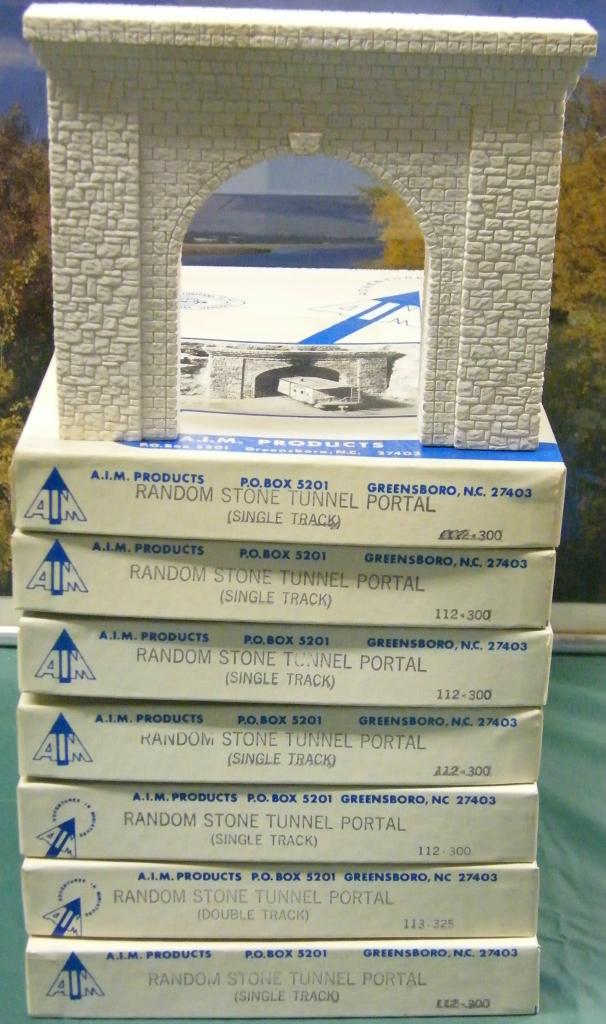 A.I.M. PRODUCTS
P.O.BOX 5201 Greensboro, N.C. 27403
AIM
A.I.M. PRODUCTS P.O.BOX 5201 GREENSBORO, N.C. 27403
RANDOM STONE TUNNEL PORTAL
(SINGLE TRACK)
112-300
AIM
A.I.M. PRODUCTS P.O.BOX 5201 GREENSBORO, N.C. 27403
RANDOM STONE TUNNEL PORTAL
(SINGLE TRACK)
112-300
AIM
A.I.M. PRODUCTS P.O.BOX 5201 GREENSBORO, N.C. 27403
RANDOM STONE TUNNEL PORTAL
(SINGLE TRACK)
112-300
AIM
A.I.M. PRODUCTS P.O.BOX 5201 GREENSBORO, N.C. 27403
RANDOM STONE TUNNEL PORTAL
(SINGLE TRACK)
112-300
AIM
A.I.M. PRODUCTS P.O. BOX 5201 GREENSBORO, NC 27403
RANDOM STONE TUNNEL PORTAL
(SINGLE TRACK)
112-300
AIM
A.I.M. PRODUCTS P.O. BOX 5201 GREENSBORO, NC 27403
RANDOM STONE TUNNEL PORTAL
(DOUBLE TRACK)
113-325
AIM
A.I.M. PRODUCTS P.O.BOX 5201 GREENSBORO, N.C. 27403
RANDOM STONE TUNNEL PORTAL
(SINGLE TRACK)
112-300